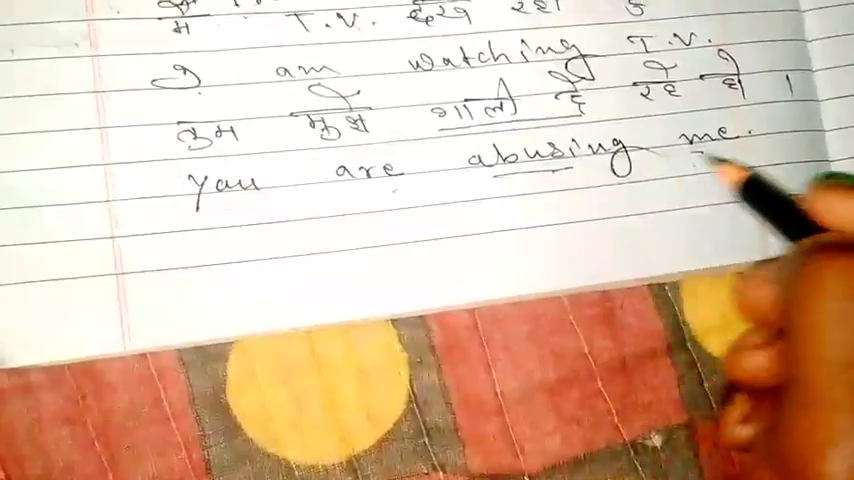 मैं T.V. देख रहा हूँ
I am watching T.V.
तुम मुझे गाली दे रहे हो ।
You are abusing me.